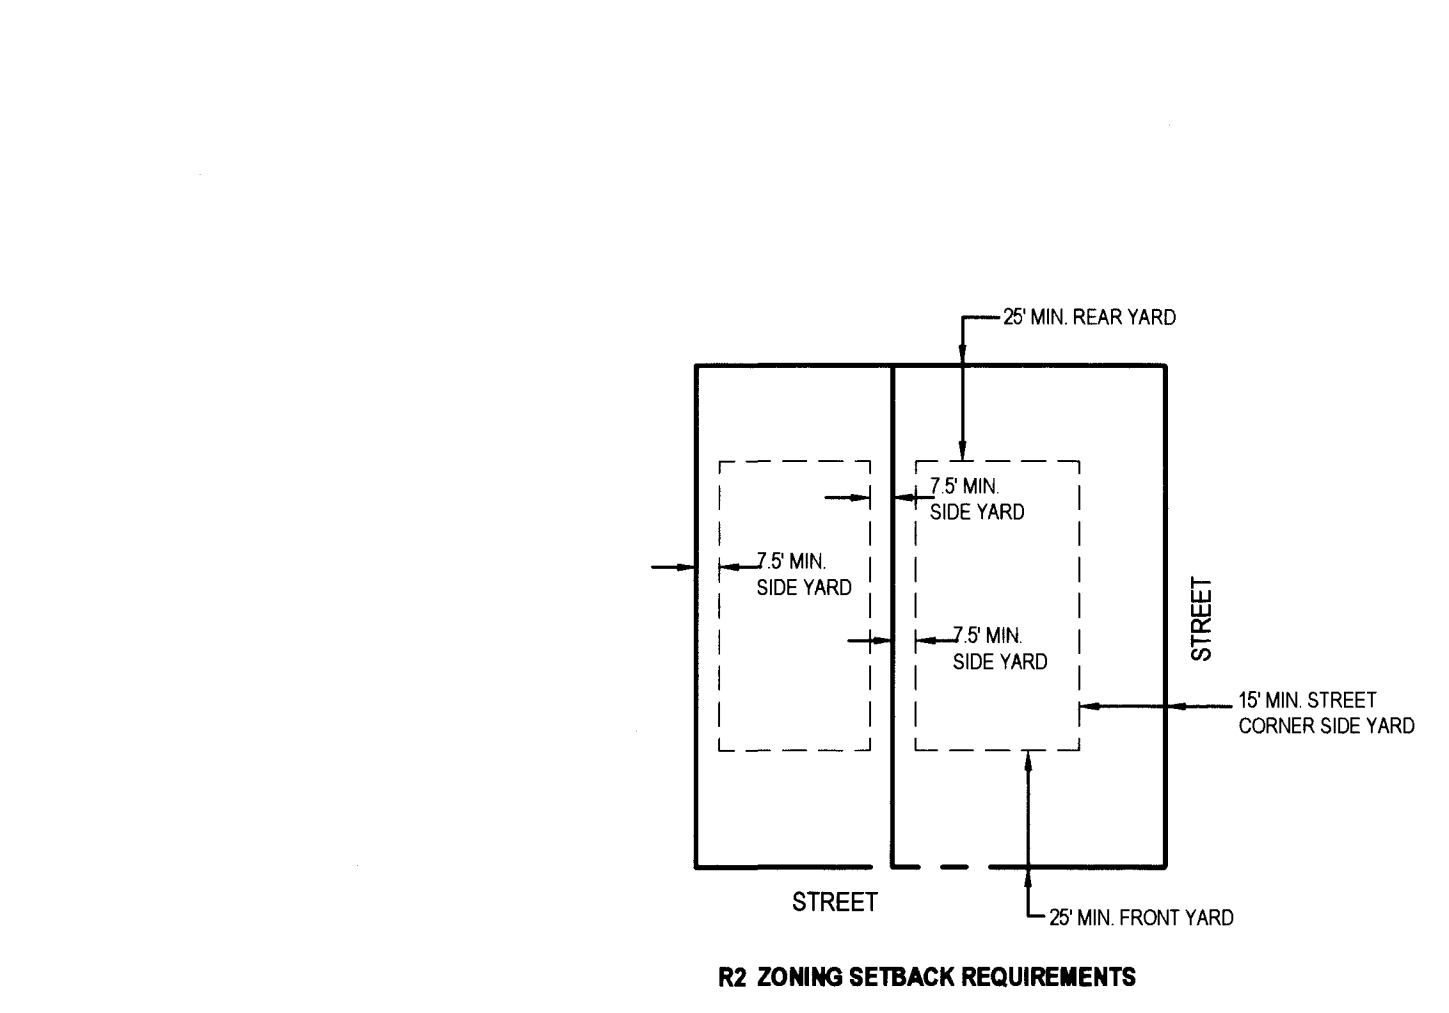 25' MIN. REAR YARD
7.5' MIN.
SIDE YARD
7.5' MIN.
SIDE YARD
7.5' MIN.
SIDE YARD
STREET
15' MIN. STREET
CORNER SIDE YARD
STREET
25' MIN. FRONT YARD
R2 ZONING SETBACK REQUIREMENTS